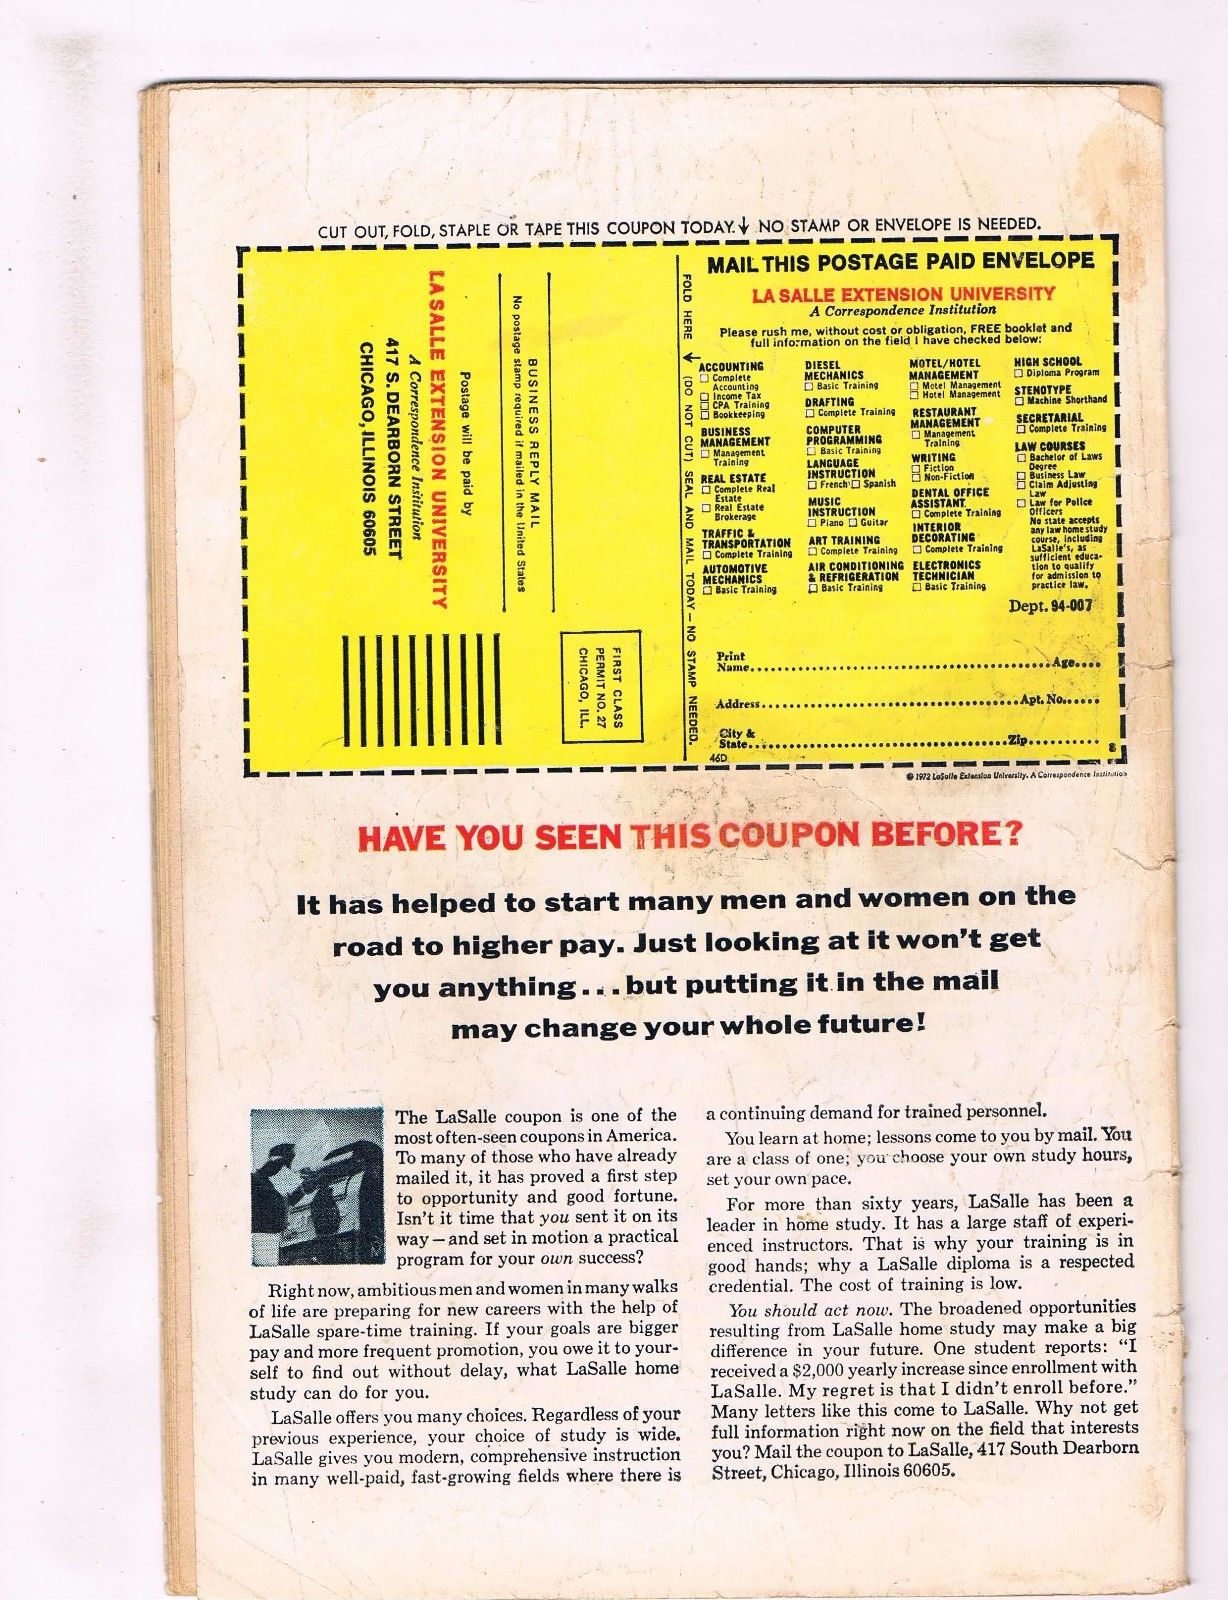 CUT OUT, FOLD, STAPLE OR TAPE THIS COUPON TODAY. NO STAMP OR ENVELOPE IS NEEDED.
FIRST CLASS
PERMIT NO. 27
CHICAGO, ILL.
BUSINESS REPLY MAIL
No postage stamp required if mailed in the United States
Postage will be paid by
LA SALLE EXTENSION UNIVERSITY
A Correspondence Institution
417 S. DEARBORN STREET
CHICAGO, ILLINOIS 60605
FOLD HERE (DO NOT CUT) SEAL AND MAIL TODAY — NO STAMP NEEDED.
MAIL THIS POSTAGE PAID ENVELOPE
LA SALLE EXTENSION UNIVERSITY
A Correspondence Institution
Please rush me, without cost or obligation, FREE booklet and
full information on the field I have checked below:
ACCOUNTING
☐ Complete
Accounting
☐ Income Tax
☐ CPA Training
☐ Bookkeeping
BUSINESS
MANAGEMENT
☐ Management
Training
REAL ESTATE
☐ Complete Real
Estate
☐ Real Estate
Brokerage
TRAFFIC &
TRANSPORTATION
☐ Complete Training
AUTOMOTIVE
MECHANICS
☐ Basic Training
DIESEL
MECHANICS
☐ Basic Training
DRAFTING
☐ Complete Training
COMPUTER
PROGRAMMING
☐ Basic Training
LANGUAGE
INSTRUCTION
☐ French ☐ Spanish
MUSIC
INSTRUCTION
☐ Piano ☐ Guitar
ART TRAINING
☐ Complete Training
AIR CONDITIONING
& REFRIGERATION
☐ Basic Training
MOTEL/HOTEL
MANAGEMENT
☐ Motel Management
☐ Hotel Management
RESTAURANT
MANAGEMENT
☐ Management
Training
WRITING
☐ Fiction
☐ Non-Fiction
DENTAL OFFICE
ASSISTANT
☐ Complete Training
INTERIOR
DECORATING
☐ Complete Training
ELECTRONICS
TECHNICIAN
☐ Basic Training
HIGH SCHOOL
☐ Diploma Program
STENOTYPE
☐ Machine Shorthand
SECRETARIAL
☐ Complete Training
LAW COURSES
☐ Bachelor of Laws
Degree
☐ Business Law
☐ Claim Adjusting
Law
☐ Law for Police
Officers
No state accepts
any law home study
course, including
LaSalle's, as
sufficient educa-
tion to qualify
for admission to
practice law.
Dept. 94-007
Print
Name Age
Address Apt. No.
City &
State Zip
46D
© 1972 LaSalle Extension University. A Correspondence Institution
HAVE YOU SEEN THIS COUPON BEFORE?
It has helped to start many men and women on the
road to higher pay. Just looking at it won't get
you anything...but putting it in the mail
may change your whole future!
The LaSalle coupon is one of the
most often-seen coupons in America.
To many of those who have already
mailed it, it has proved a first step
to opportunity and good fortune.
Isn't it time that you sent it on its
way—and set in motion a practical
program for your own success?
Right now, ambitious men and women in many walks
of life are preparing for new careers with the help of
LaSalle spare-time training. If your goals are bigger
pay and more frequent promotion, you owe it to your-
self to find out without delay, what LaSalle home
study can do for you.
LaSalle offers you many choices. Regardless of your
previous experience, your choice of study is wide.
LaSalle gives you modern, comprehensive instruction
in many well-paid, fast-growing fields where there is
a continuing demand for trained personnel.
You learn at home; lessons come to you by mail. You
are a class of one; you choose your own study hours,
set your own pace.
For more than sixty years, LaSalle has been a
leader in home study. It has a large staff of experi-
enced instructors. That is why your training is in
good hands; why a LaSalle diploma is a respected
credential. The cost of training is low.
You should act now. The broadened opportunities
resulting from LaSalle home study may make a big
difference in your future. One student reports: "I
received a $2,000 yearly increase since enrollment with
LaSalle. My regret is that I didn't enroll before."
Many letters like this come to LaSalle. Why not get
full information right now on the field that interests
you? Mail the coupon to LaSalle, 417 South Dearborn
Street, Chicago, Illinois 60605.